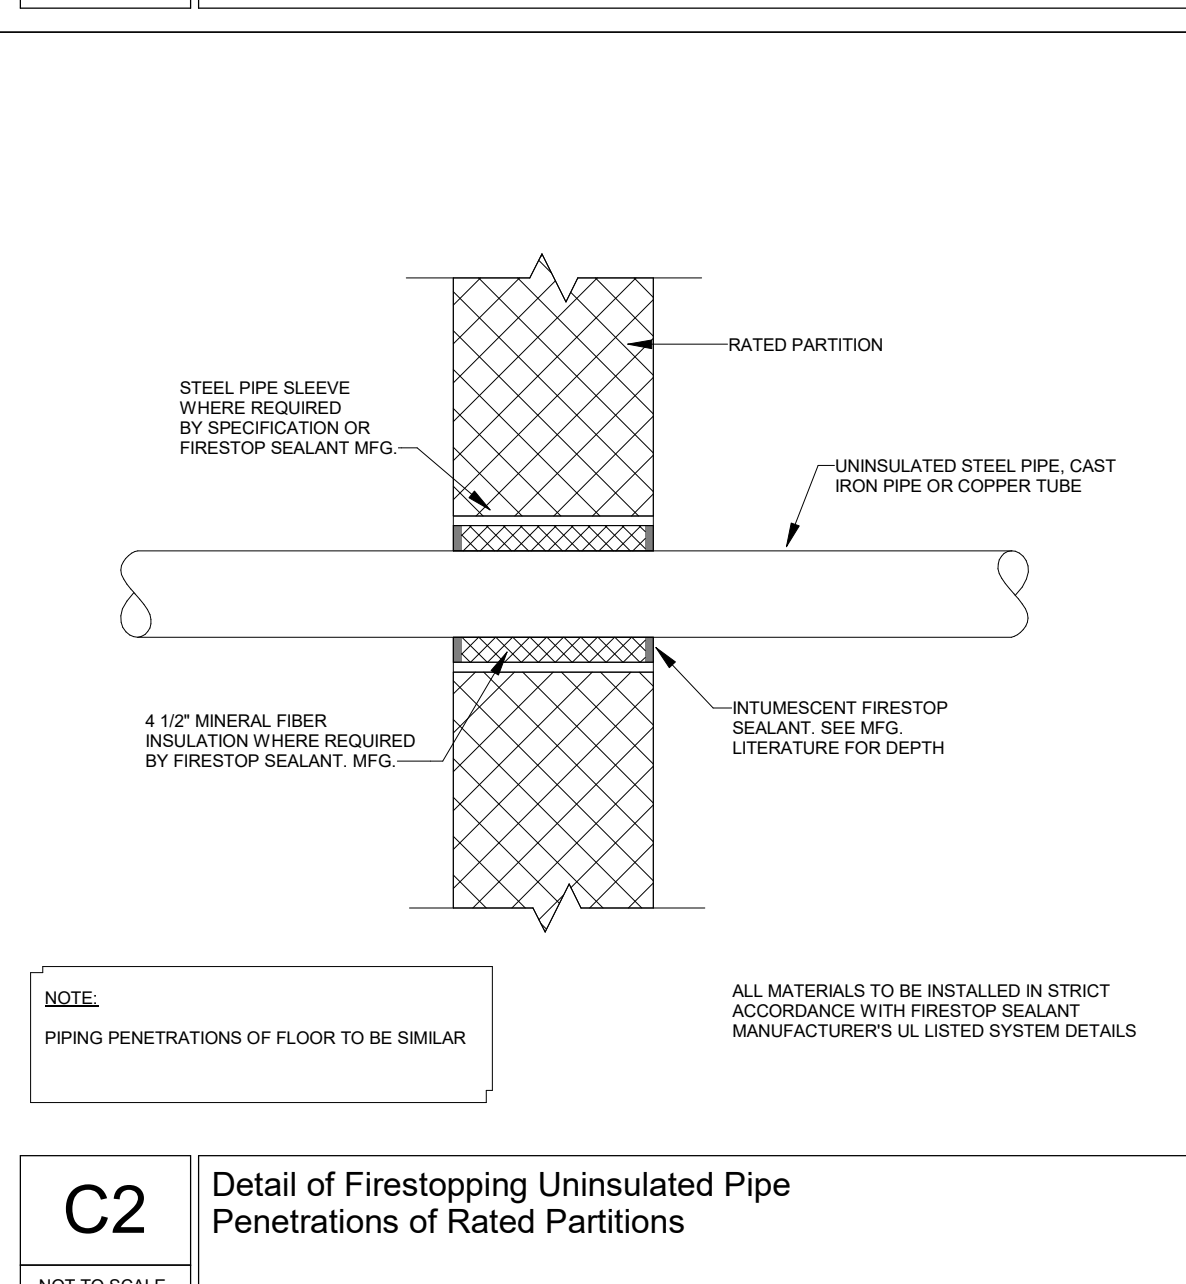 RATED PARTITION
STEEL PIPE SLEEVE
WHERE REQUIRED
BY SPECIFICATION OR
FIRESTOP SEALANT MFG.
UNINSULATED STEEL PIPE, CAST
IRON PIPE OR COPPER TUBE
4 1/2" MINERAL FIBER
INSULATION WHERE REQUIRED
BY FIRESTOP SEALANT. MFG.
INTUMESCENT FIRESTOP
SEALANT. SEE MFG.
LITERATURE FOR DEPTH
NOTE:
PIPING PENETRATIONS OF FLOOR TO BE SIMILAR
ALL MATERIALS TO BE INSTALLED IN STRICT
ACCORDANCE WITH FIRESTOP SEALANT
MANUFACTURER'S UL LISTED SYSTEM DETAILS
C2
Detail of Firestopping Uninsulated Pipe
Penetrations of Rated Partitions
NOT TO SCALE